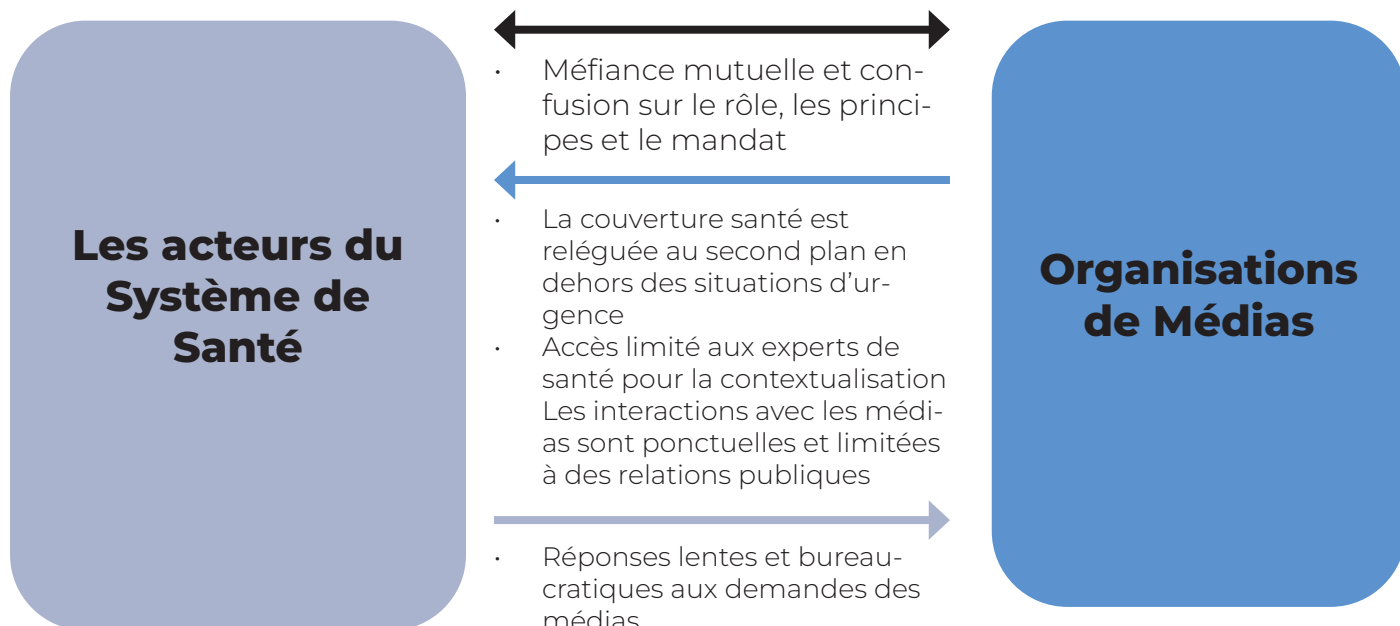 Les acteurs du
Système de
Santé
· Méfiance mutuelle et con-
fusion sur le rôle, les princi-
pes et le mandat
· La couverture santé est
reléguée au second plan en
dehors des situations d’ur-
gence
· Accès limité aux experts de
santé pour la contextualisation
Les interactions avec les médi-
as sont ponctuelles et limitées
à des relations publiques
· Réponses lentes et bureau-
cratiques aux demandes des
médias
Organisations
de Médias